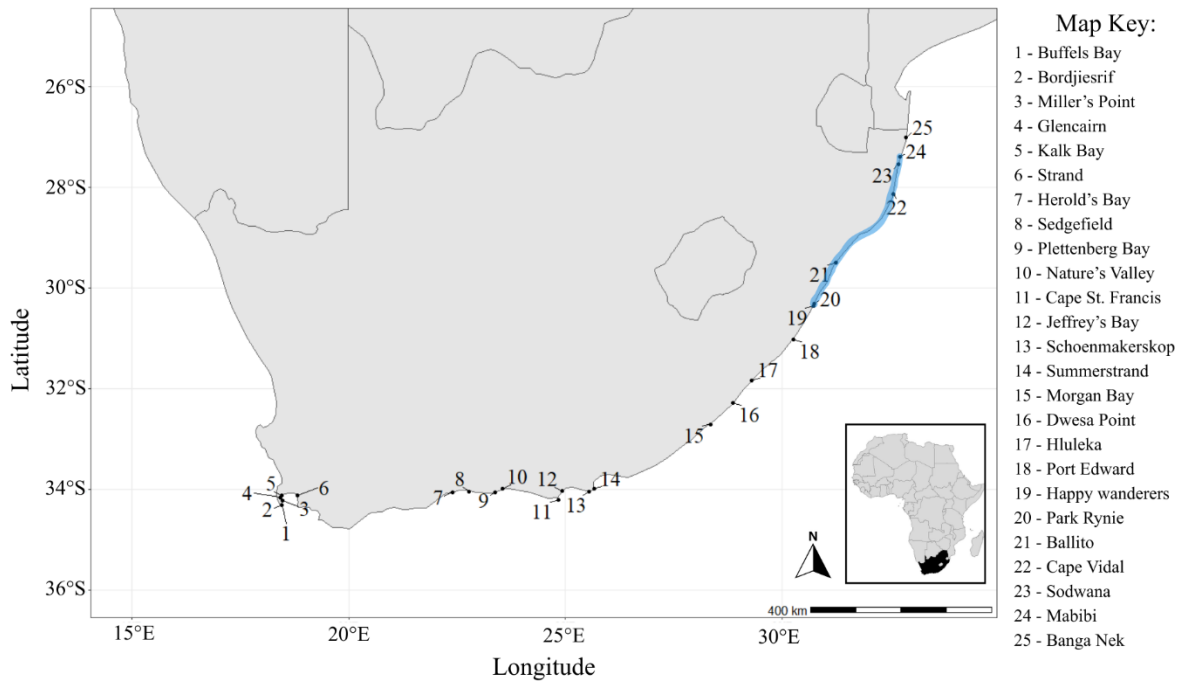 Map Key:
1 - Buffels Bay
2 - Bordjiesrif
3 - Miller's Point
4 - Glencairn
5 - Kalk Bay
6 - Strand
7 - Herold's Bay
8 - Sedgefield
9 - Plettenberg Bay
10 - Nature's Valley
11 - Cape St. Francis
12 - Jeffrey's Bay
13 - Schoenmakerskop
14 - Summerstrand
15 - Morgan Bay
16 - Dwesa Point
17 - Hluleka
18 - Port Edward
19 - Happy wanderers
20 - Park Rynie
21 - Ballito
22 - Cape Vidal
23 - Sodwana
24 - Mabibi
25 - Banga Nek
Latitude
26°S
28°S
30°S
32°S
34°S
36°S
25
24
23
22
21
20
19
18
17
16
15
14
13
12
11
10
9
8
7
6
5
4
3
2
1
N
400 km
15°E
20°E
25°E
30°E
Longitude